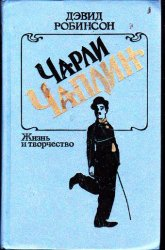 ДЭВИД
РОБИНСОН
ЧАРЛИ
ЧАПЛИН
Жизнь
и творчество